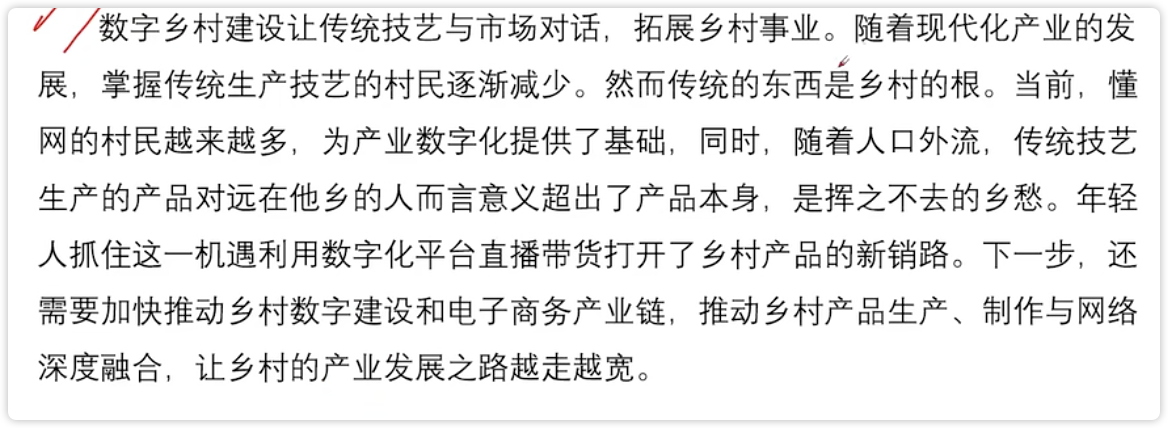 数字乡村建设让传统技艺与市场对话，拓展乡村事业。随着现代化产业的发
展，掌握传统生产技艺的村民逐渐减少。然而传统的东西是乡村的根。当前，懂
网的村民越来越多，为产业数字化提供了基础，同时，随着人口外流，传统技艺
生产的产品对远在他乡的人而言意义超出了产品本身，是挥之不去的乡愁。年轻
人抓住这一机遇利用数字化平台直播带货打开了乡村产品的新销路。下一步，还
需要加快推动乡村数字建设和电子商务产业链，推动乡村产品生产、制作与网络
深度融合，让乡村的产业发展之路越走越宽。